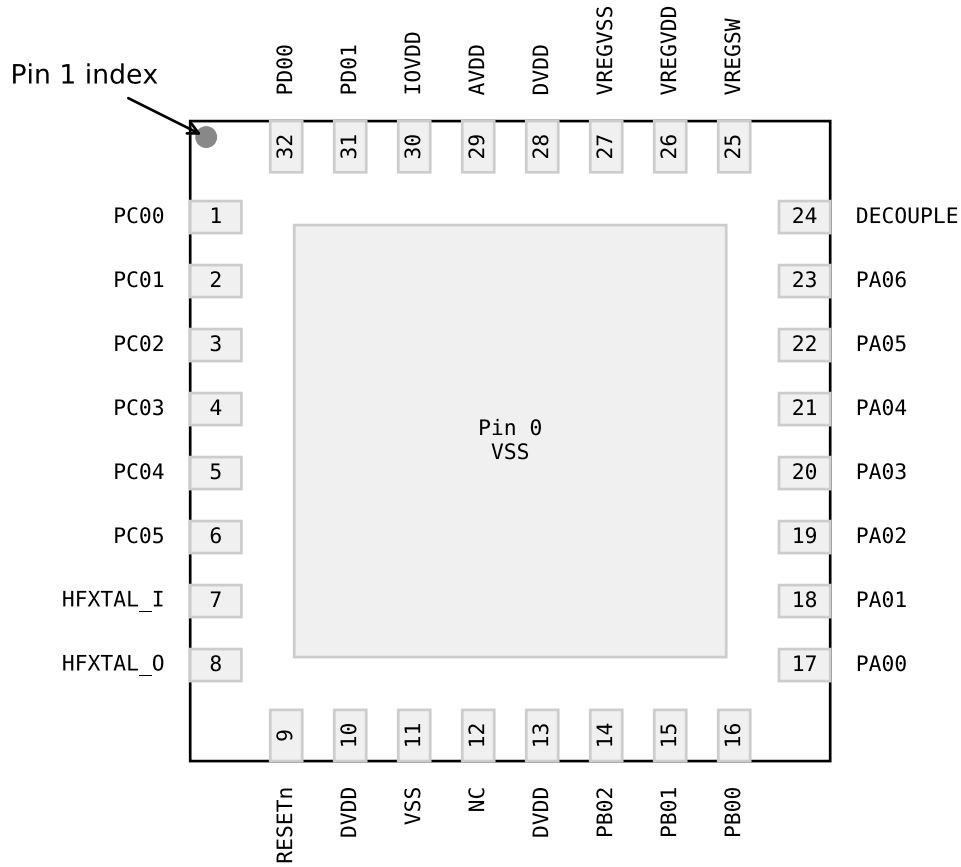 PD00
PD01
IOVDD
AVDD
DVDD
VREGVSS
VREGVDD
VREGSW
Pin 1 index
32
31
30
29
28
27
26
25
PC00 1
24 DECOUPLE
PC01 2
23 PA06
PC02 3
22 PA05
PC03 4
21 PA04
Pin 0
VSS
PC04 5
20 PA03
PC05 6
19 PA02
HFXTAL_I 7
18 PA01
HFXTAL_O 8
17 PA00
9
10
11
12
13
14
15
16
RESETn
DVDD
VSS
NC
DVDD
PB02
PB01
PB00